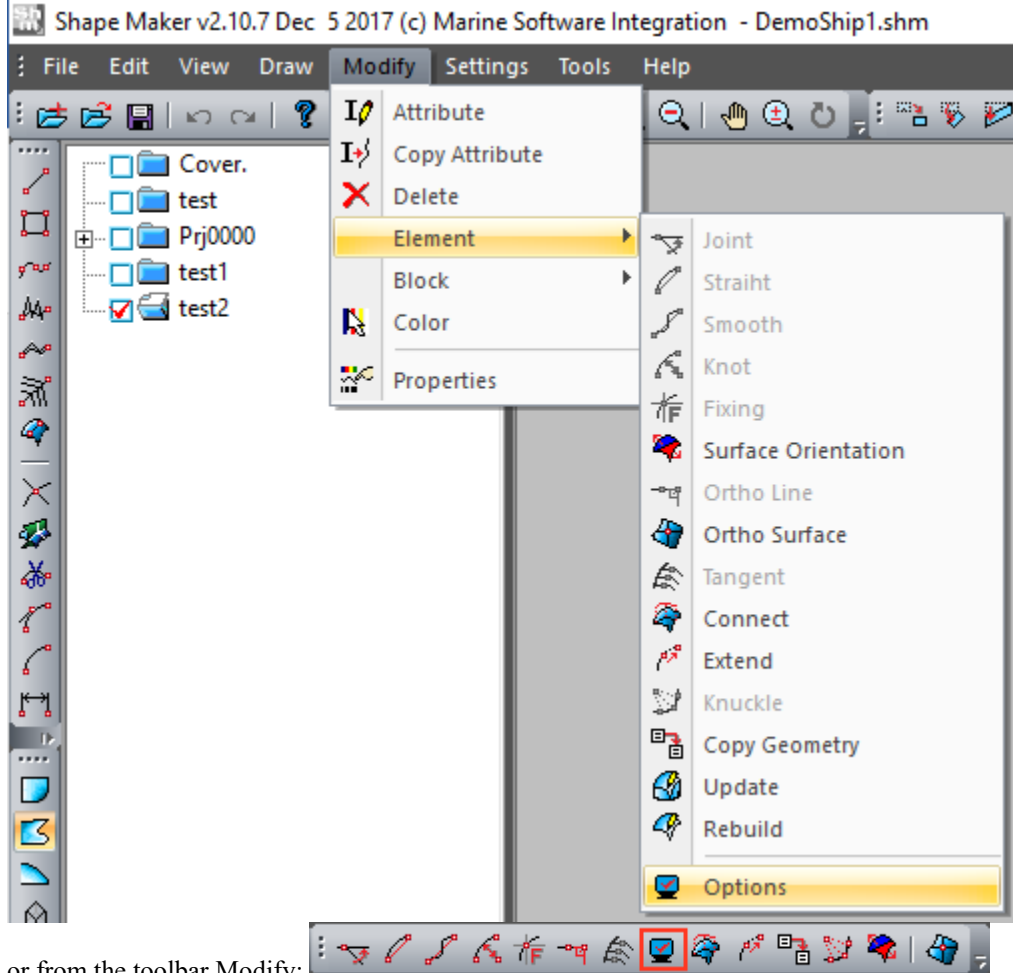 Shape Maker v2.10.7 Dec 5 2017 (c) Marine Software Integration - DemoShip1.shm
File Edit View Draw Modify Settings Tools Help
Attribute
Copy Attribute
Delete
Element
Block
Color
Properties
Cover.
test
Prj0000
test1
test2
Joint
Straiht
Smooth
Knot
Fixing
Surface Orientation
Ortho Line
Ortho Surface
Tangent
Connect
Extend
Knuckle
Copy Geometry
Update
Rebuild
Options
or from the toolbar Modify: